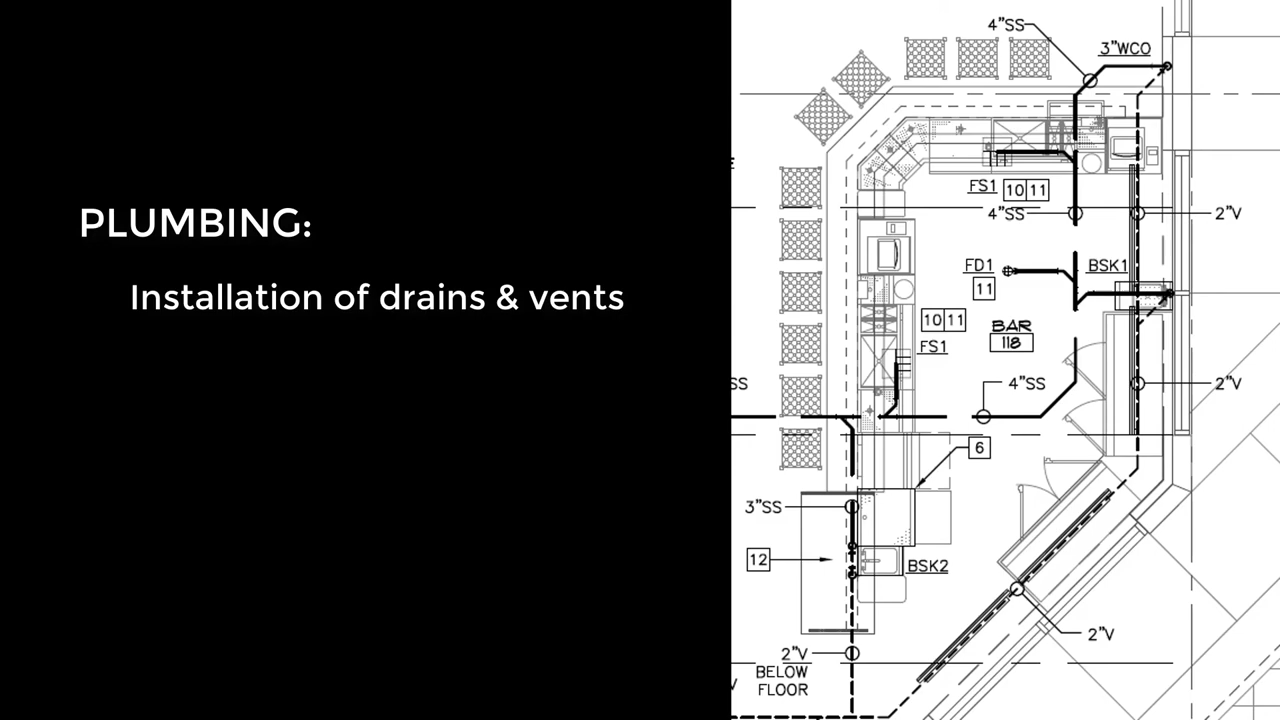 PLUMBING:
Installation of drains & vents
4"SS
3"WCO
FS1
10 11
4"SS
2"V
FD1
BSK1
11
10 11
BAR
118
FS1
SS
4"SS
2"V
6
3"SS
12
BSK2
2"V
2"V
BELOW
FLOOR